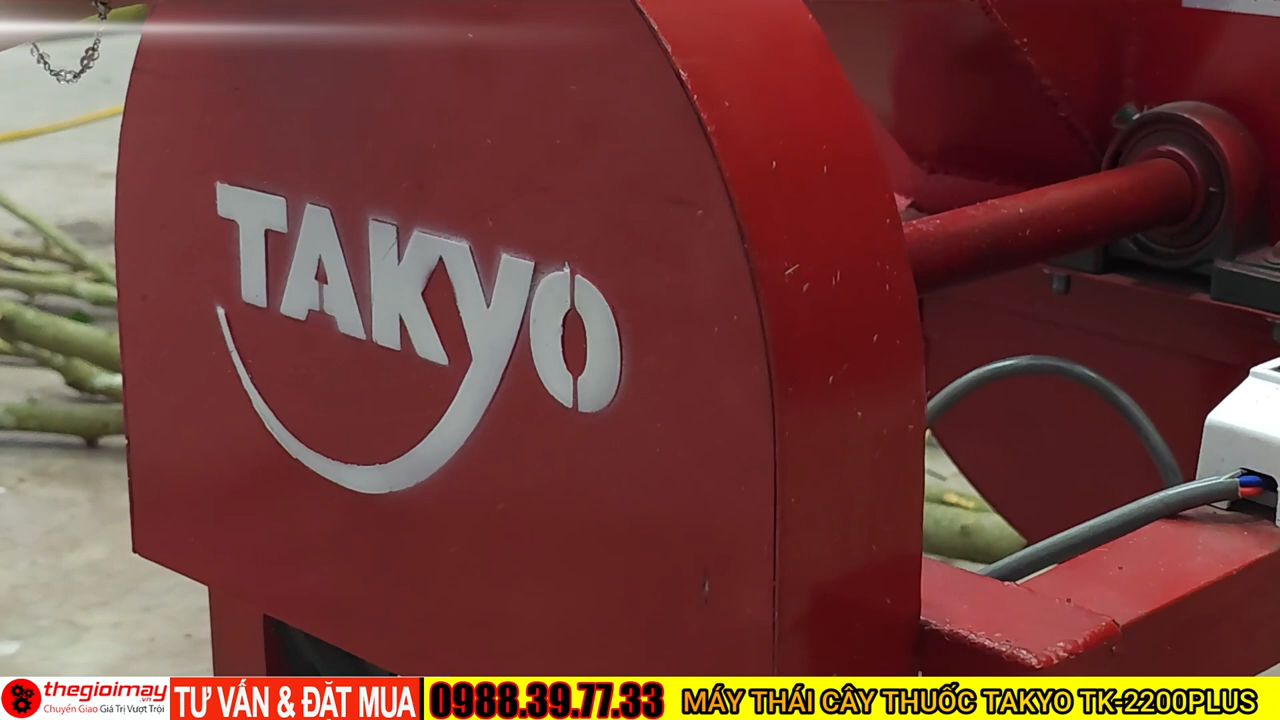 TAKYO
thegioimay.vn
Chuyển Giao Giá Trị Vượt Trội
TƯ VẤN & ĐẶT MUA
0988.39.77.33
MÁY THÁI CÂY THUỐC TAKYO TK-2200PLUS